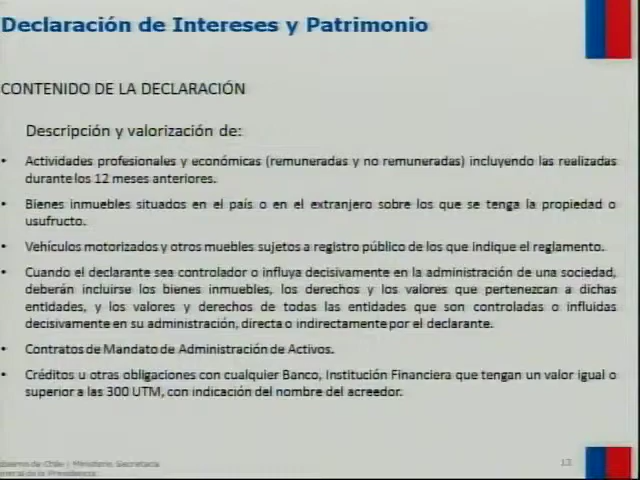 Declaración de Intereses y Patrimonio
CONTENIDO DE LA DECLARACIÓN
Descripción y valorización de:
• Actividades profesionales y económicas (remuneradas y no remuneradas) incluyendo las realizadas
durante los 12 meses anteriores.
• Bienes inmuebles situados en el país o en el extranjero sobre los que se tenga la propiedad o
usufructo.
• Vehículos motorizados y otros muebles sujetos a registro público de los que indique el reglamento.
• Cuando el declarante sea controlador o influya decisivamente en la administración de una sociedad,
deberán incluirse los bienes inmuebles, los derechos y los valores que pertenezcan a dichas
entidades, y los valores y derechos de todas las entidades que son controladas o influidas
decisivamente en su administración, directa o indirectamente por el declarante.
• Contratos de Mandato de Administración de Activos.
• Créditos u otras obligaciones con cualquier Banco, Institución Financiera que tengan un valor igual o
superior a las 300 UTM, con indicación del nombre del acreedor.
de Chile | Ministerio Secretaría
de la Presidencia